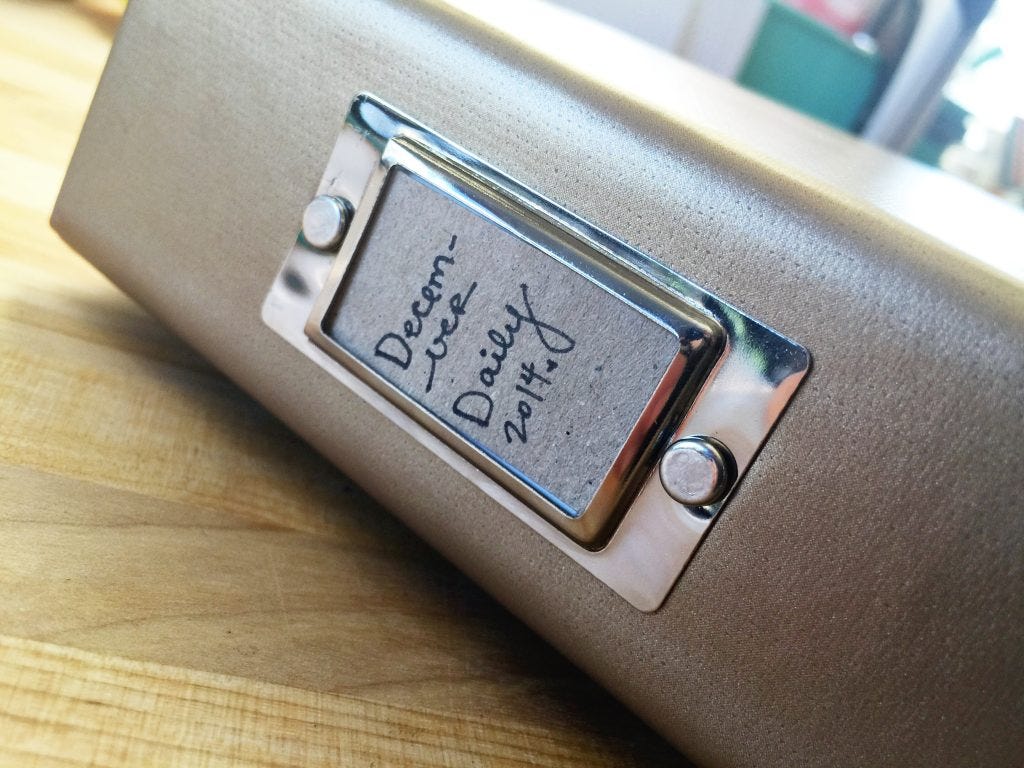 Decem-
ber
Daily
2014.